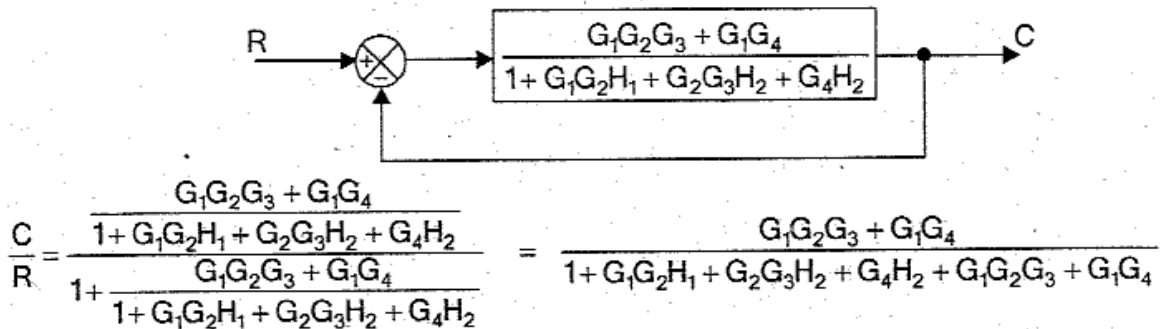 R + − G₁G₂G₃ + G₁G₄ C
1 + G₁G₂H₁ + G₂G₃H₂ + G₄H₂
C/R = (G₁G₂G₃ + G₁G₄)/(1 + G₁G₂H₁ + G₂G₃H₂ + G₄H₂) / (1 + (G₁G₂G₃ + G₁G₄)/(1 + G₁G₂H₁ + G₂G₃H₂ + G₄H₂)) = (G₁G₂G₃ + G₁G₄)/(1 + G₁G₂H₁ + G₂G₃H₂ + G₄H₂ + G₁G₂G₃ + G₁G₄)